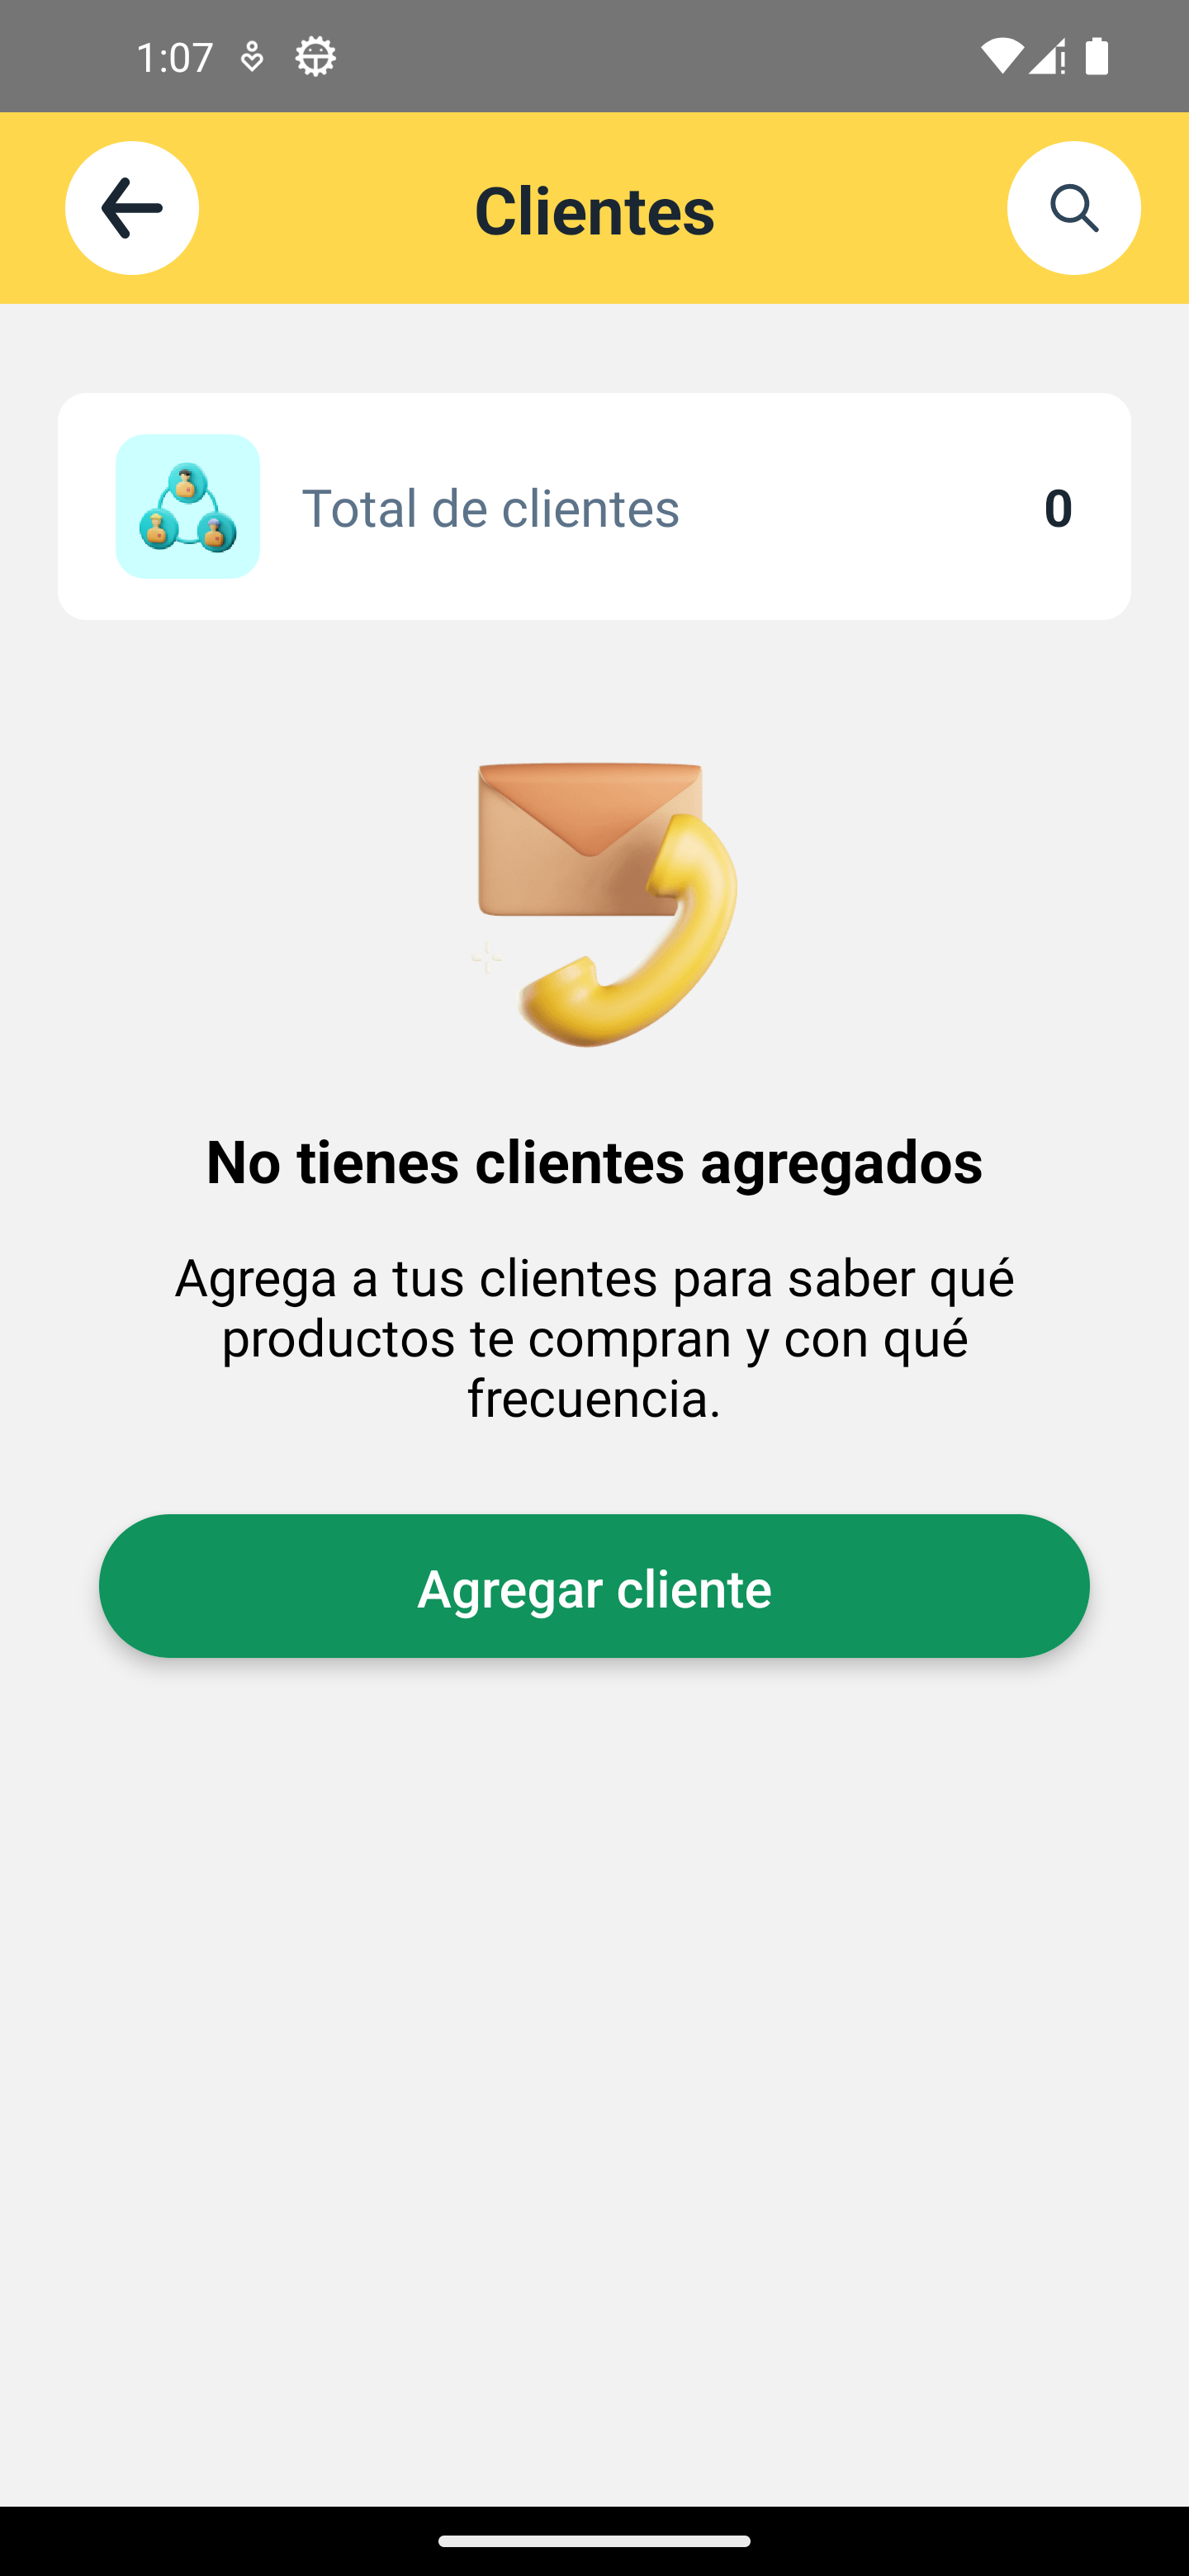 1:07
Clientes
Total de clientes
0
No tienes clientes agregados
Agrega a tus clientes para saber qué
productos te compran y con qué
frecuencia.
Agregar cliente